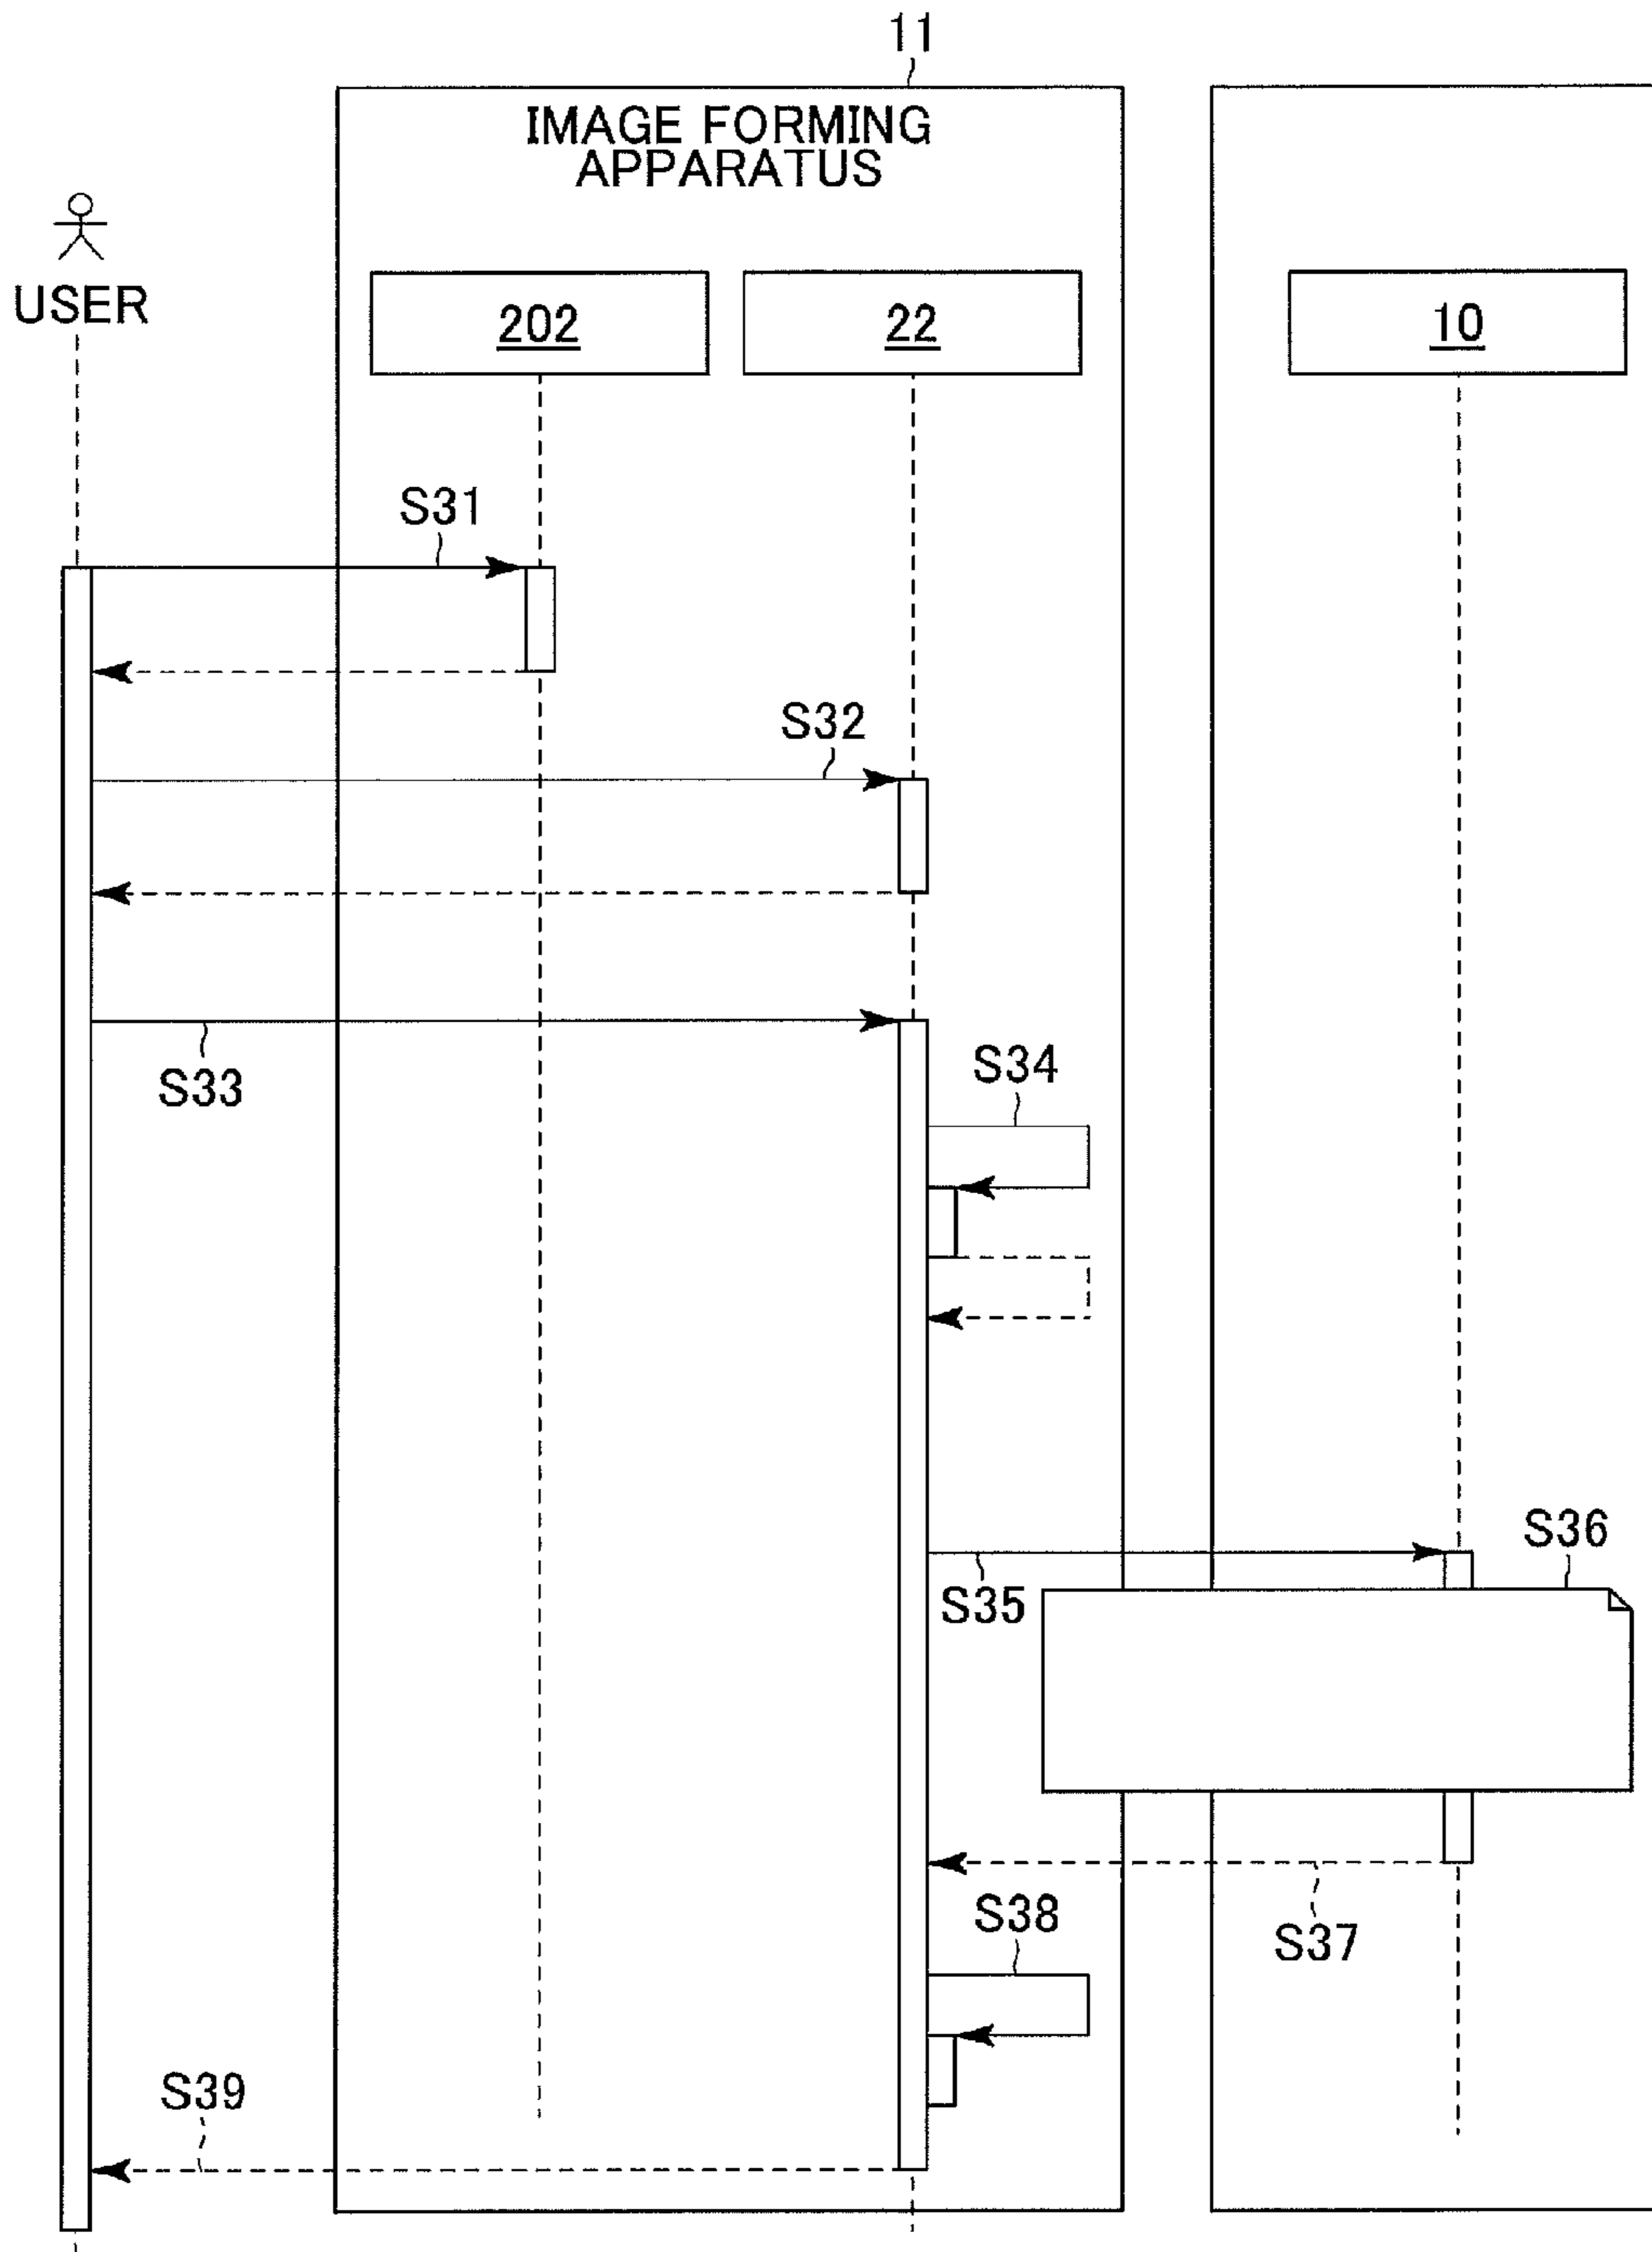 11
IMAGE FORMING
APPARATUS
USER
202
22
10
S31
S32
S33
S34
S35
S36
S37
S38
S39